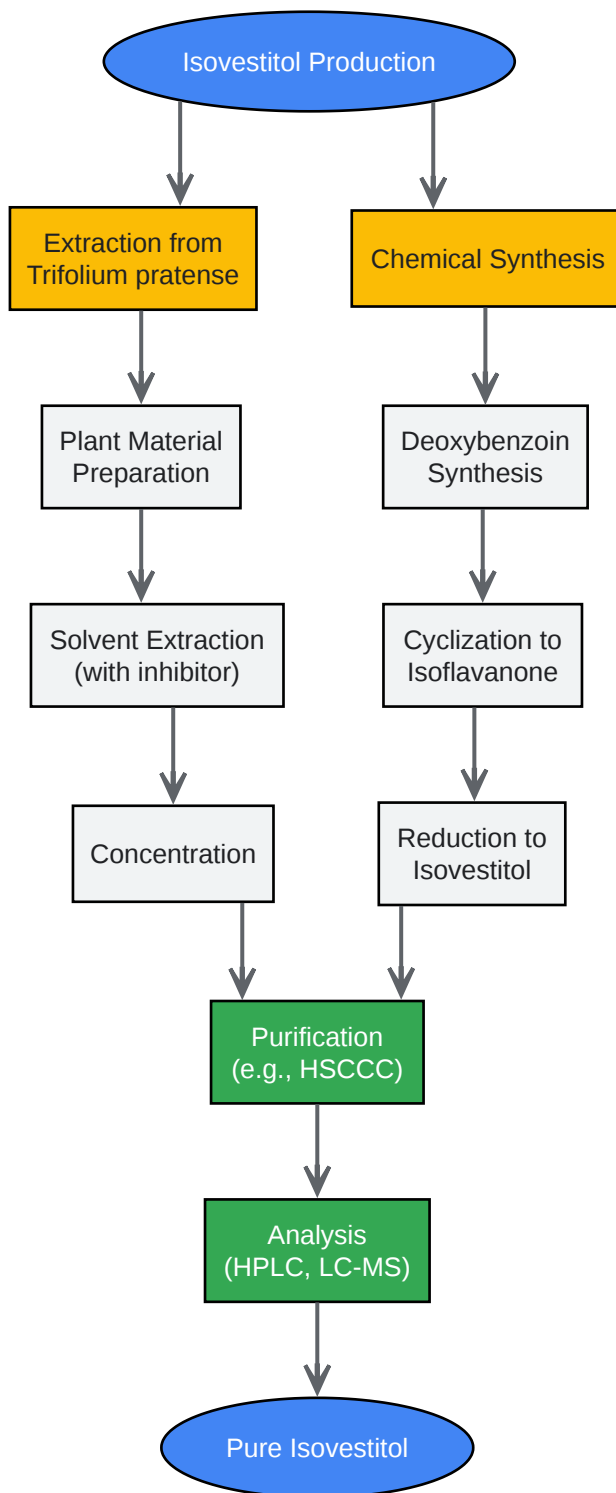 Isovestitol Production
Extraction from
Trifolium pratense
Chemical Synthesis
Plant Material
Preparation
Deoxybenzoin
Synthesis
Solvent Extraction
(with inhibitor)
Cyclization to
Isoflavanone
Concentration
Reduction to
Isovestitol
Purification
(e.g., HSCCC)
Analysis
(HPLC, LC-MS)
Pure Isovestitol